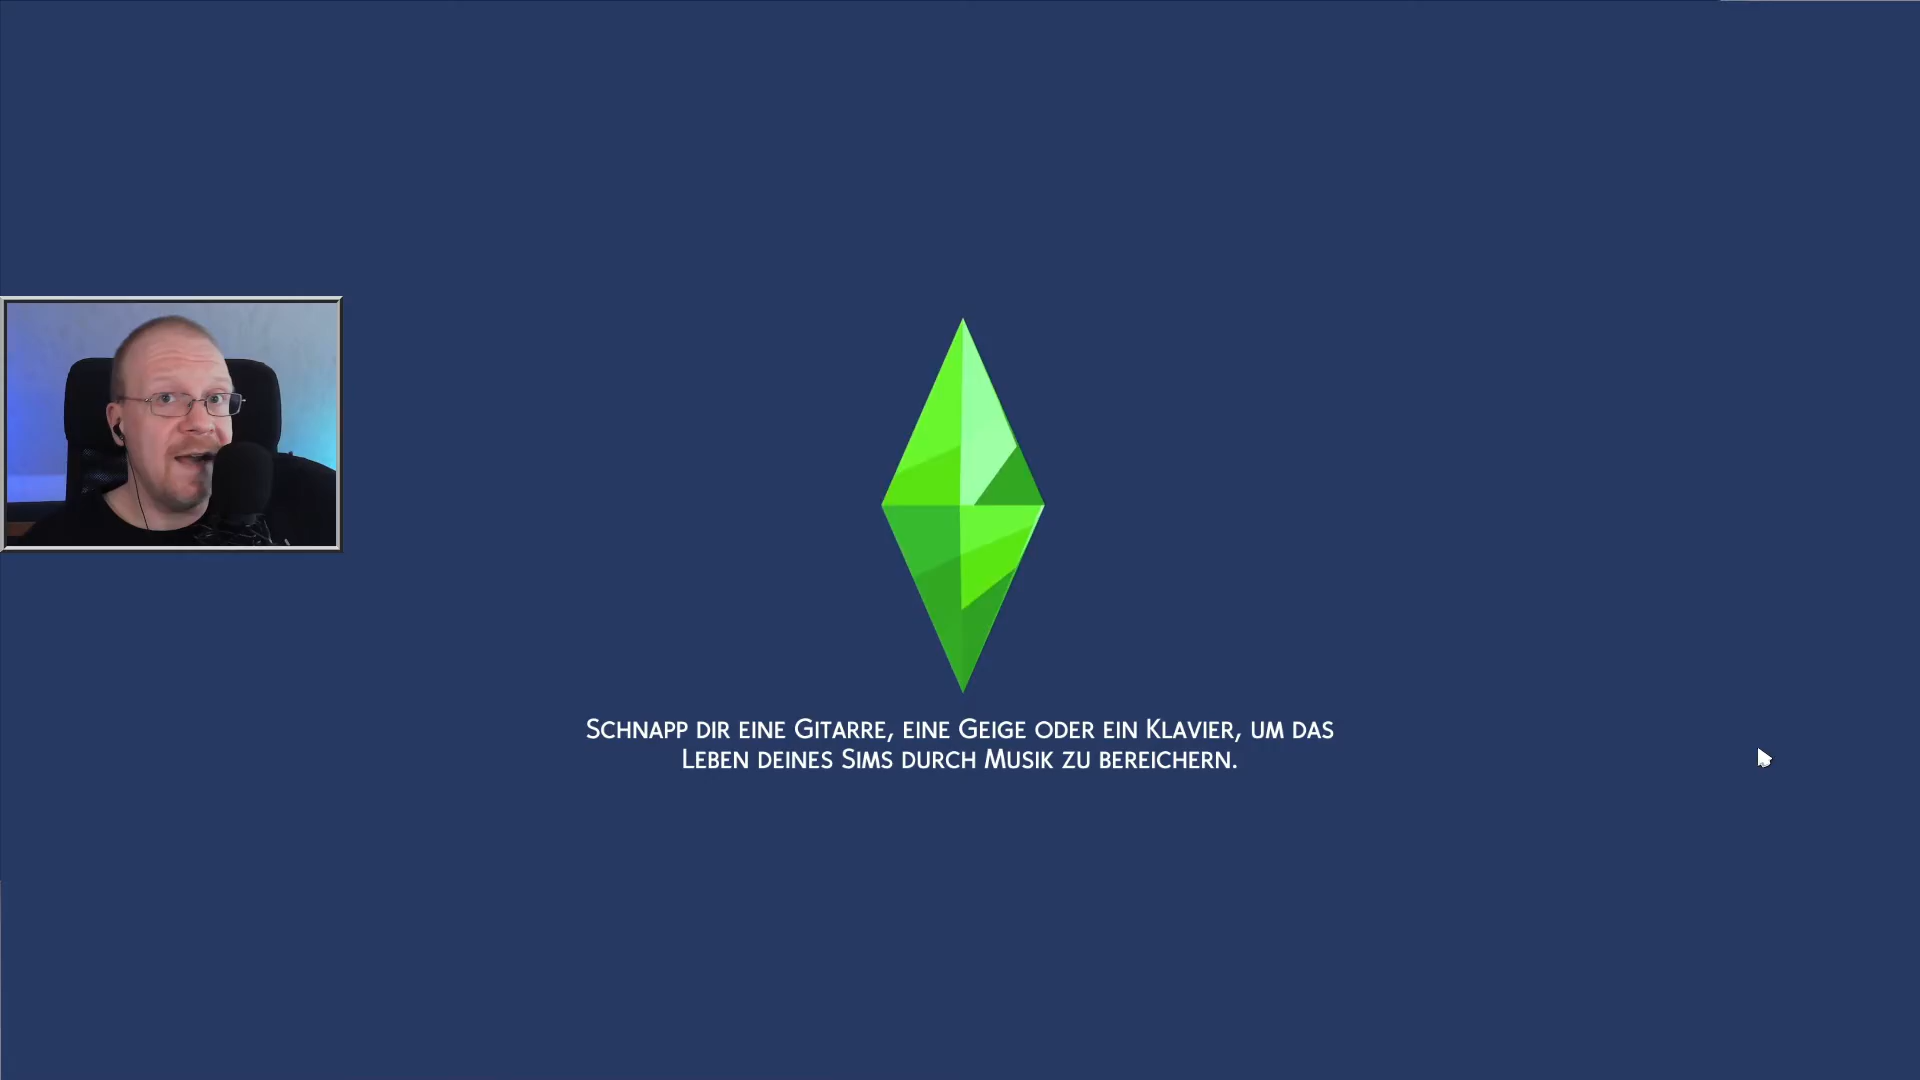 Schnapp dir eine Gitarre, eine Geige oder ein Klavier, um das
Leben deines Sims durch Musik zu bereichern.